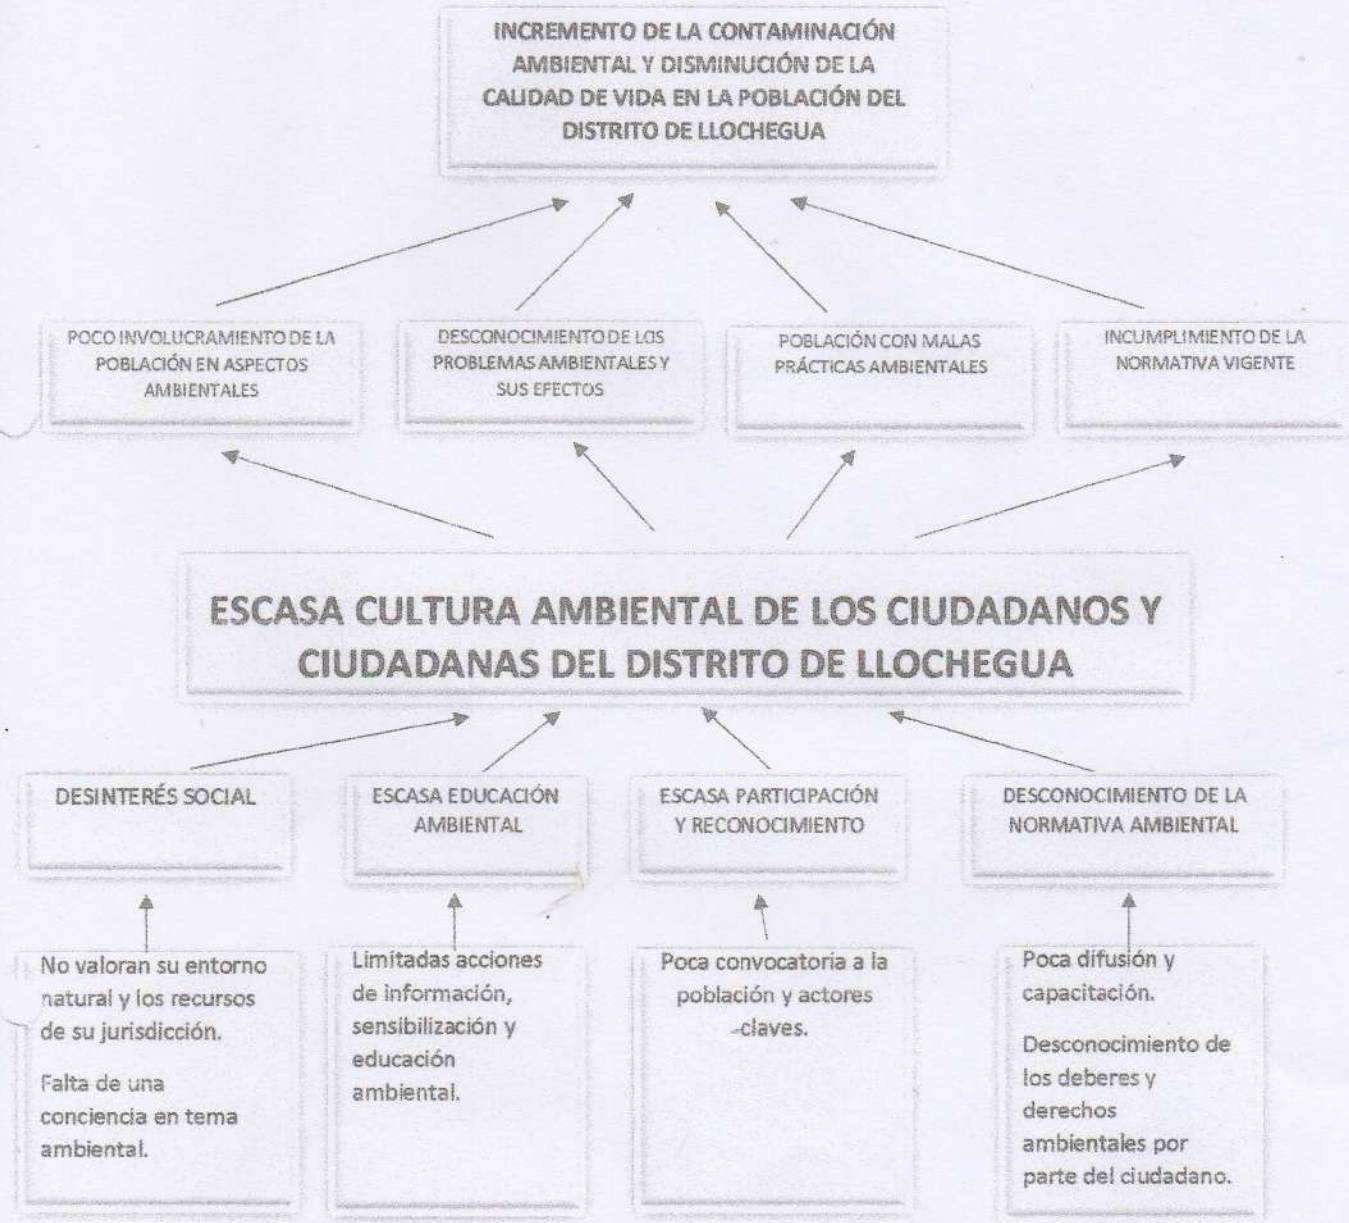 INCREMENTO DE LA CONTAMINACIÓN
AMBIENTAL Y DISMINUCIÓN DE LA
CALIDAD DE VIDA EN LA POBLACIÓN DEL
DISTRITO DE LLOCHEGUA
POCO INVOLUCRAMIENTO DE LA
POBLACIÓN EN ASPECTOS
AMBIENTALES
DESCONOCIMIENTO DE LOS
PROBLEMAS AMBIENTALES Y
SUS EFECTOS
POBLACIÓN CON MALAS
PRÁCTICAS AMBIENTALES
INCUMPLIMIENTO DE LA
NORMATIVA VIGENTE
ESCASA CULTURA AMBIENTAL DE LOS CIUDADANOS Y
CIUDADANAS DEL DISTRITO DE LLOCHEGUA
DESINTERÉS SOCIAL
ESCASA EDUCACIÓN
AMBIENTAL
ESCASA PARTICIPACIÓN
Y RECONOCIMIENTO
DESCONOCIMIENTO DE LA
NORMATIVA AMBIENTAL
No valoran su entorno
natural y los recursos
de su jurisdicción.
Falta de una
conciencia en tema
ambiental.
Limitadas acciones
de información,
sensibilización y
educación
ambiental.
Poca convocatoria a la
población y actores
claves.
Poca difusión y
capacitación.
Desconocimiento de
los deberes y
derechos
ambientales por
parte del ciudadano.